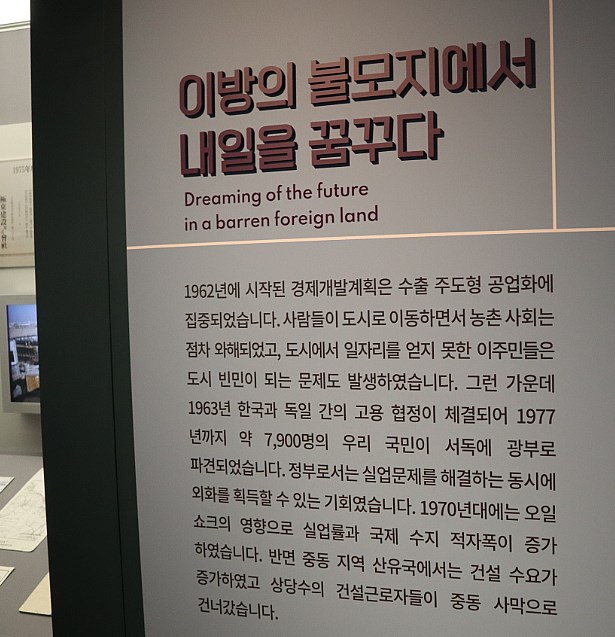 이방의 불모지에서
내일을 꿈꾸다
Dreaming of the future
in a barren foreign land
1962년에 시작된 경제개발계획은 수출 주도형 공업화에
집중되었습니다. 사람들이 도시로 이동하면서 농촌 사회는
점차 와해되었고, 도시에서 일자리를 얻지 못한 이주민들은
도시 빈민이 되는 문제도 발생하였습니다. 그런 가운데
1963년 한국과 독일 간의 고용 협정이 체결되어 1977
년까지 약 7,900명의 우리 국민이 서독에 광부로
파견되었습니다. 정부로서는 실업문제를 해결하는 동시에
외화를 획득할 수 있는 기회였습니다. 1970년대에는 오일
쇼크의 영향으로 실업률과 국제 수지 적자폭이 증가
하였습니다. 반면 중동 지역 산유국에서는 건설 수요가
증가하였고 상당수의 건설근로자들이 중동 사막으로
건너갔습니다.